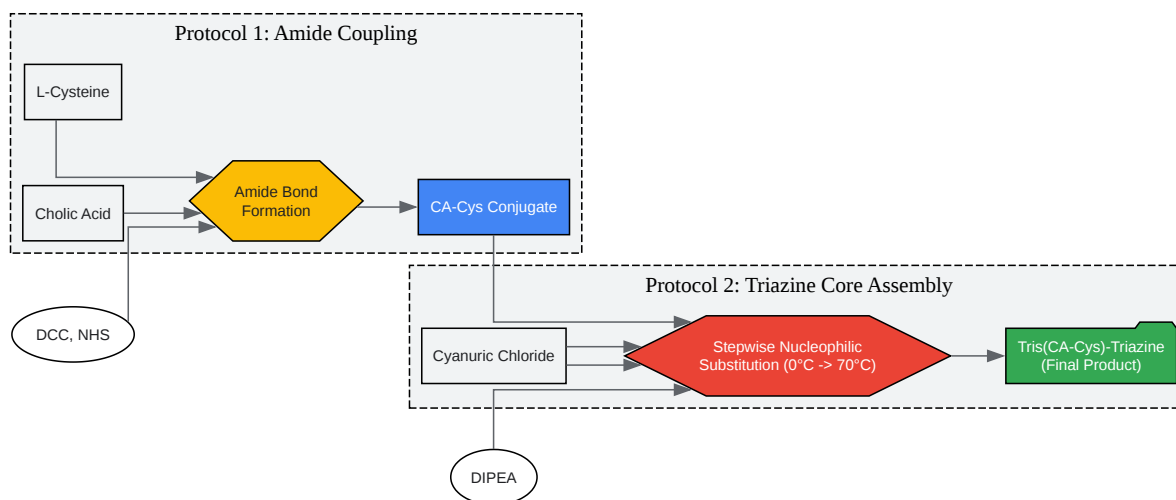 Protocol 1: Amide Coupling
L-Cysteine
Cholic Acid
Amide Bond
Formation
CA-Cys Conjugate
DCC, NHS
Protocol 2: Triazine Core Assembly
Cyanuric Chloride
Stepwise Nucleophilic
Substitution (0°C -> 70°C)
Tris(CA-Cys)-Triazine
(Final Product)
DIPEA